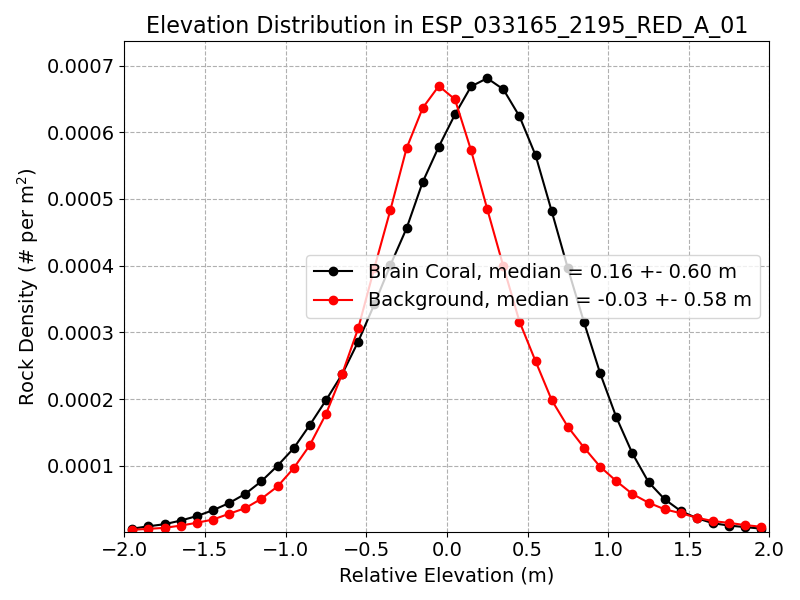 Elevation Distribution in ESP_033165_2195_RED_A_01
Rock Density (# per m²)
0.0007
0.0006
0.0005
0.0004
0.0003
0.0002
0.0001
Brain Coral, median = 0.16 +- 0.60 m
Background, median = -0.03 +- 0.58 m
−2.0 −1.5 −1.0 −0.5 0.0 0.5 1.0 1.5 2.0
Relative Elevation (m)